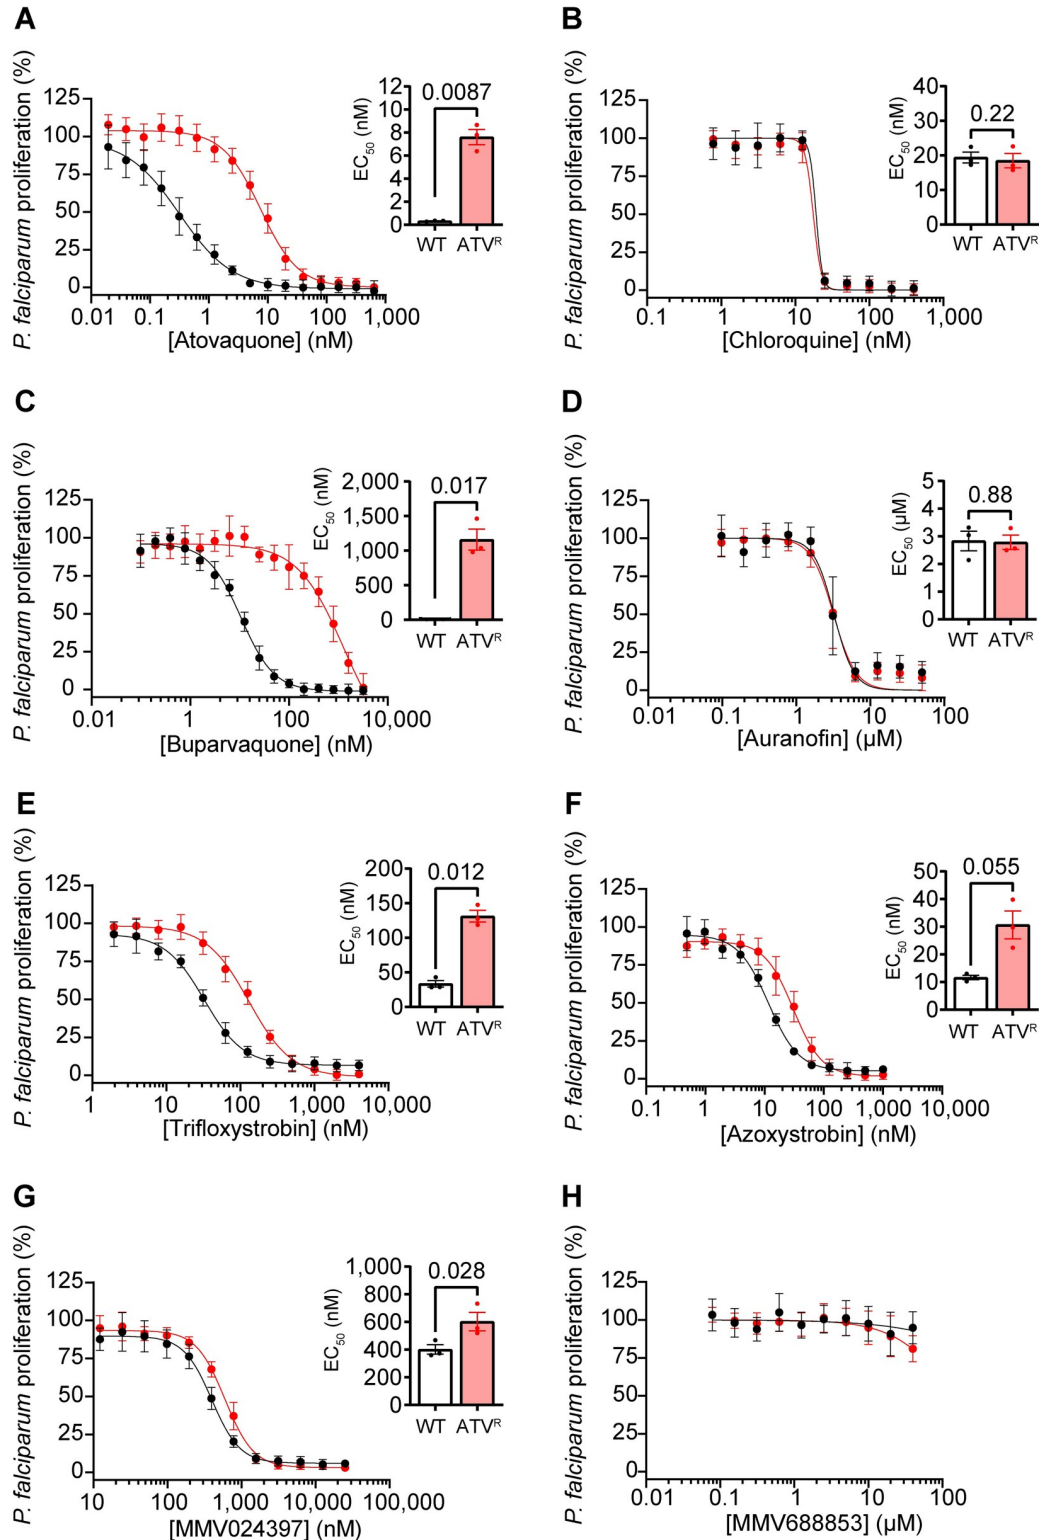 A
P. falciparum proliferation (%)
125
100
75
50
25
0
0.01 0.1 1 10 100 1,000
[Atovaquone] (nM)
EC50 (nM)
12
10
8
6
4
2
0
0.0087
WT ATVR
B
P. falciparum proliferation (%)
125
100
75
50
25
0
0.1 1 10 100 1,000
[Chloroquine] (nM)
EC50 (nM)
40
30
20
10
0
0.22
WT ATVR
C
P. falciparum proliferation (%)
125
100
75
50
25
0
0.01 1 100 10,000
[Buparvaquone] (nM)
EC50 (nM)
2,000
1,500
1,000
500
0
0.017
WT ATVR
D
P. falciparum proliferation (%)
125
100
75
50
25
0
0.01 0.1 1 10 100
[Auranofin] (μM)
EC50 (μM)
5
4
3
2
1
0
0.88
WT ATVR
E
P. falciparum proliferation (%)
125
100
75
50
25
0
1 10 100 1,000 10,000
[Trifloxystrobin] (nM)
EC50 (nM)
200
150
100
50
0
0.012
WT ATVR
F
P. falciparum proliferation (%)
125
100
75
50
25
0
0.1 1 10 100 1,000 10,000
[Azoxystrobin] (nM)
EC50 (nM)
50
40
30
20
10
0
0.055
WT ATVR
G
P. falciparum proliferation (%)
125
100
75
50
25
0
10 100 1,000 10,000 100,000
[MMV024397] (nM)
EC50 (nM)
1,000
800
600
400
200
0
0.028
WT ATVR
H
P. falciparum proliferation (%)
125
100
75
50
25
0
0.01 0.1 1 10 100
[MMV688853] (μM)